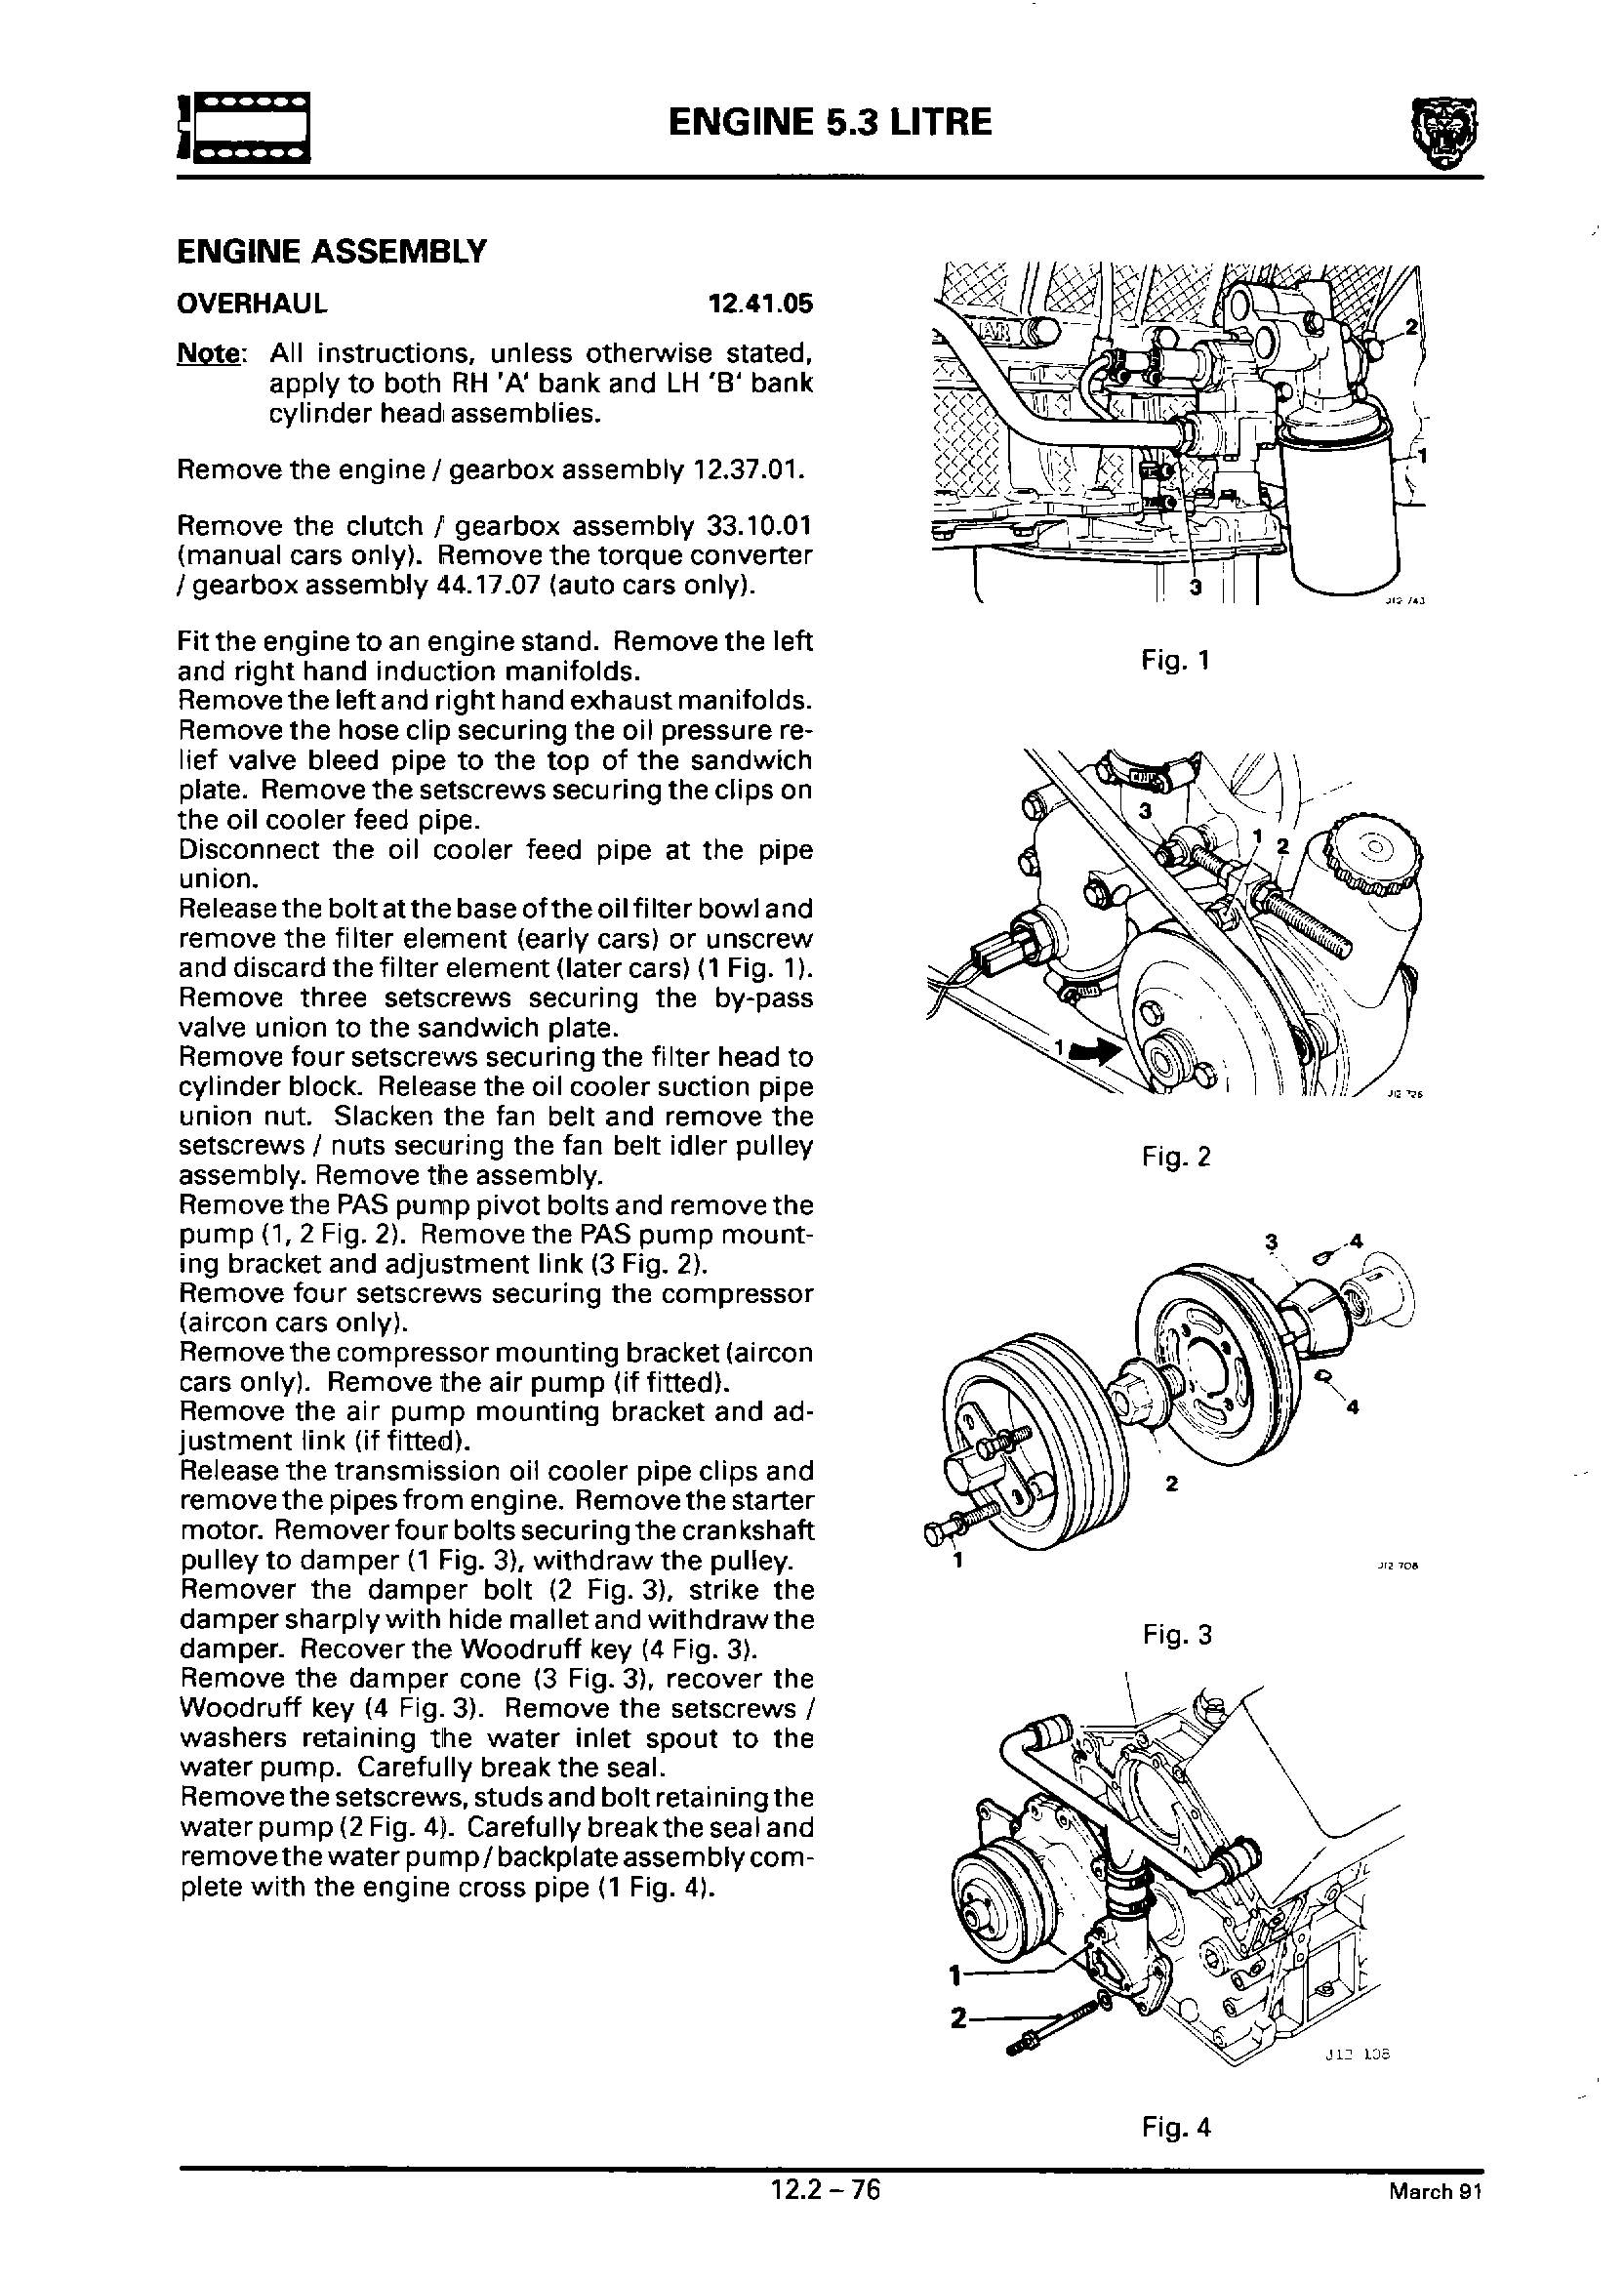 ENGINE 5.3 LITRE
ENGINE ASSEMBLY
OVERHAUL 12.41.05
Note: All instructions, unless otherwise stated,
apply to both RH 'A' bank and LH 'B' bank
cylinder head assemblies.
Remove the engine / gearbox assembly 12.37.01.
Remove the clutch / gearbox assembly 33.10.01
(manual cars only). Remove the torque converter
/ gearbox assembly 44.17.07 (auto cars only).
Fit the engine to an engine stand. Remove the left
and right hand induction manifolds.
Remove the left and right hand exhaust manifolds.
Remove the hose clip securing the oil pressure re-
lief valve bleed pipe to the top of the sandwich
plate. Remove the setscrews securing the clips on
the oil cooler feed pipe.
Disconnect the oil cooler feed pipe at the pipe
union.
Release the bolt at the base of the oil filter bowl and
remove the filter element (early cars) or unscrew
and discard the filter element (later cars) (1 Fig. 1).
Remove three setscrews securing the by-pass
valve union to the sandwich plate.
Remove four setscrews securing the filter head to
cylinder block. Release the oil cooler suction pipe
union nut. Slacken the fan belt and remove the
setscrews / nuts securing the fan belt idler pulley
assembly. Remove the assembly.
Remove the PAS pump pivot bolts and remove the
pump (1, 2 Fig. 2). Remove the PAS pump mount-
ing bracket and adjustment link (3 Fig. 2).
Remove four setscrews securing the compressor
(aircon cars only).
Remove the compressor mounting bracket (aircon
cars only). Remove the air pump (if fitted).
Remove the air pump mounting bracket and ad-
justment link (if fitted).
Release the transmission oil cooler pipe clips and
remove the pipes from engine. Remove the starter
motor. Remover four bolts securing the crankshaft
pulley to damper (1 Fig. 3), withdraw the pulley.
Remover the damper bolt (2 Fig. 3), strike the
damper sharply with hide mallet and withdraw the
damper. Recover the Woodruff key (4 Fig. 3).
Remove the damper cone (3 Fig. 3), recover the
Woodruff key (4 Fig. 3). Remove the setscrews /
washers retaining the water inlet spout to the
water pump. Carefully break the seal.
Remove the setscrews, studs and bolt retaining the
water pump (2 Fig. 4). Carefully break the seal and
remove the water pump / backplate assembly com-
plete with the engine cross pipe (1 Fig. 4).
2
1
3
J12 743
Fig. 1
3
1
2
1
J12 726
Fig. 2
3
4
4
2
1
J12 708
Fig. 3
1
2
J12 108
Fig. 4
12.2 – 76
March 91